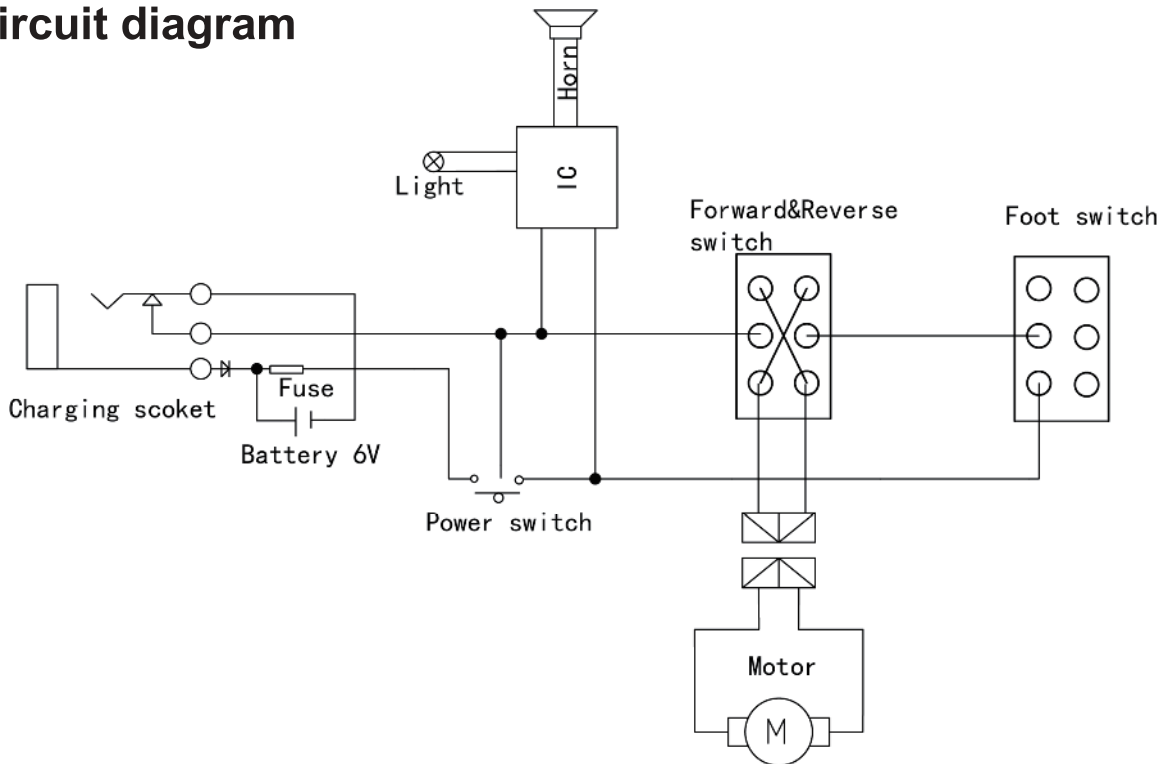 ircuit diagram
Horn
IC
Light
Forward&Reverse
switch
Foot switch
Charging scoket
Fuse
Battery 6V
Power switch
Motor
M